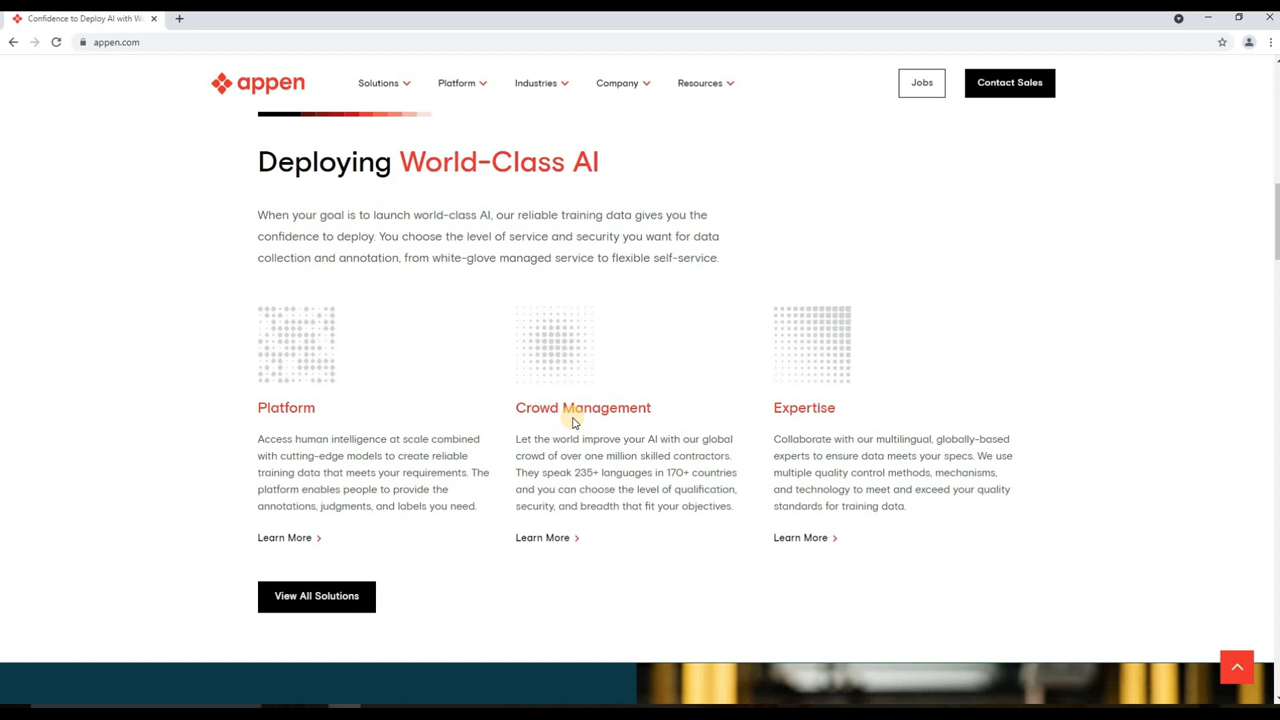 Confidence to Deploy AI with Wo
appen.com
appen
Solutions
Platform
Industries
Company
Resources
Jobs
Contact Sales
Deploying World-Class AI
When your goal is to launch world-class AI, our reliable training data gives you the
confidence to deploy. You choose the level of service and security you want for data
collection and annotation, from white-glove managed service to flexible self-service.
Platform
Access human intelligence at scale combined
with cutting-edge models to create reliable
training data that meets your requirements. The
platform enables people to provide the
annotations, judgments, and labels you need.
Learn More
Crowd Management
Let the world improve your AI with our global
crowd of over one million skilled contractors.
They speak 235+ languages in 170+ countries
and you can choose the level of qualification,
security, and breadth that fit your objectives.
Learn More
Expertise
Collaborate with our multilingual, globally-based
experts to ensure data meets your specs. We use
multiple quality control methods, mechanisms,
and technology to meet and exceed your quality
standards for training data.
Learn More
View All Solutions